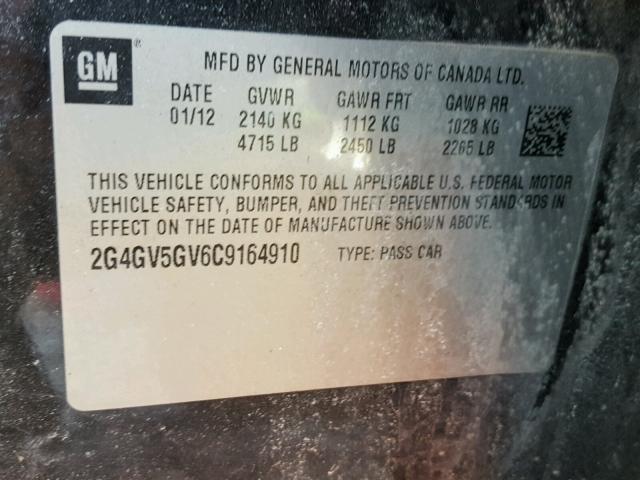 GM ®
MFD BY GENERAL MOTORS OF CANADA LTD.
DATE GVWR GAWR FRT GAWR RR
01/12 2140 KG 1112 KG 1028 KG
4715 LB 2450 LB 2265 LB
THIS VEHICLE CONFORMS TO ALL APPLICABLE U.S. FEDERAL MOTOR
VEHICLE SAFETY, BUMPER, AND THEFT PREVENTION STANDARDS IN
EFFECT ON THE DATE OF MANUFACTURE SHOWN ABOVE.
2G4GV5GV6C9164910 TYPE: PASS CAR